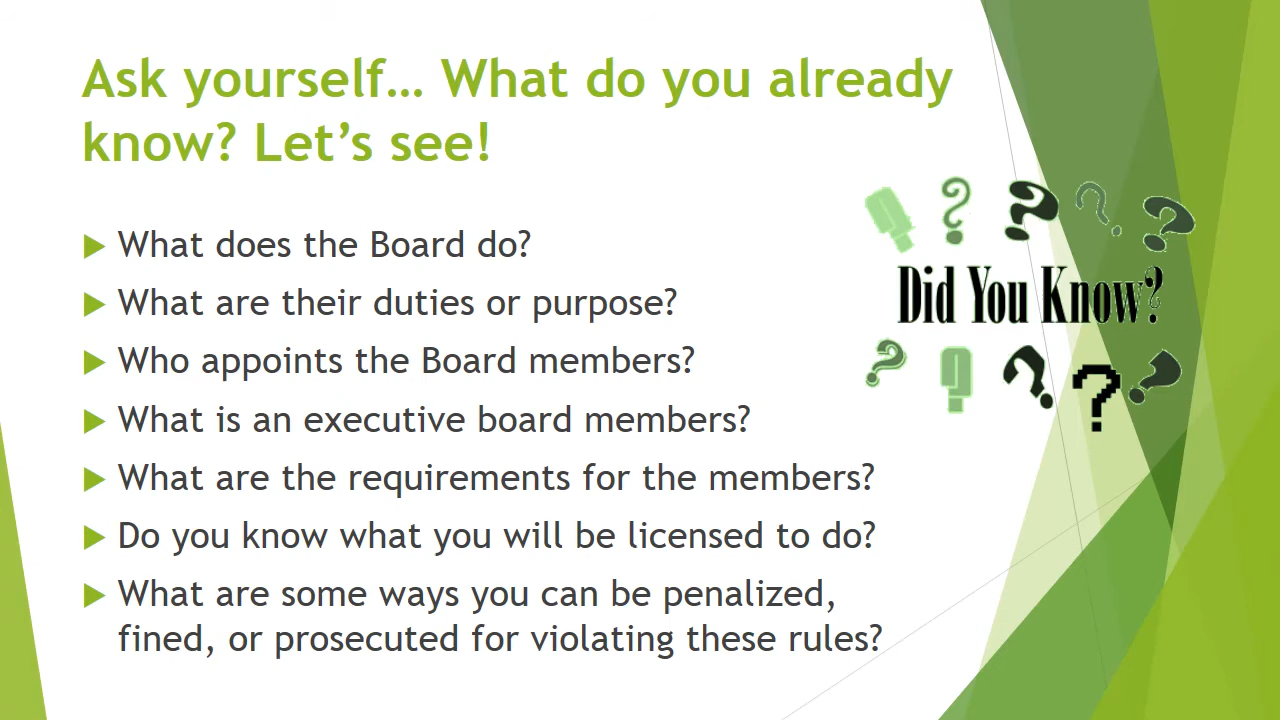 Ask yourself… What do you already
know? Let’s see!
What does the Board do?
What are their duties or purpose?
Who appoints the Board members?
What is an executive board members?
What are the requirements for the members?
Do you know what you will be licensed to do?
What are some ways you can be penalized,
fined, or prosecuted for violating these rules?
Did You Know?